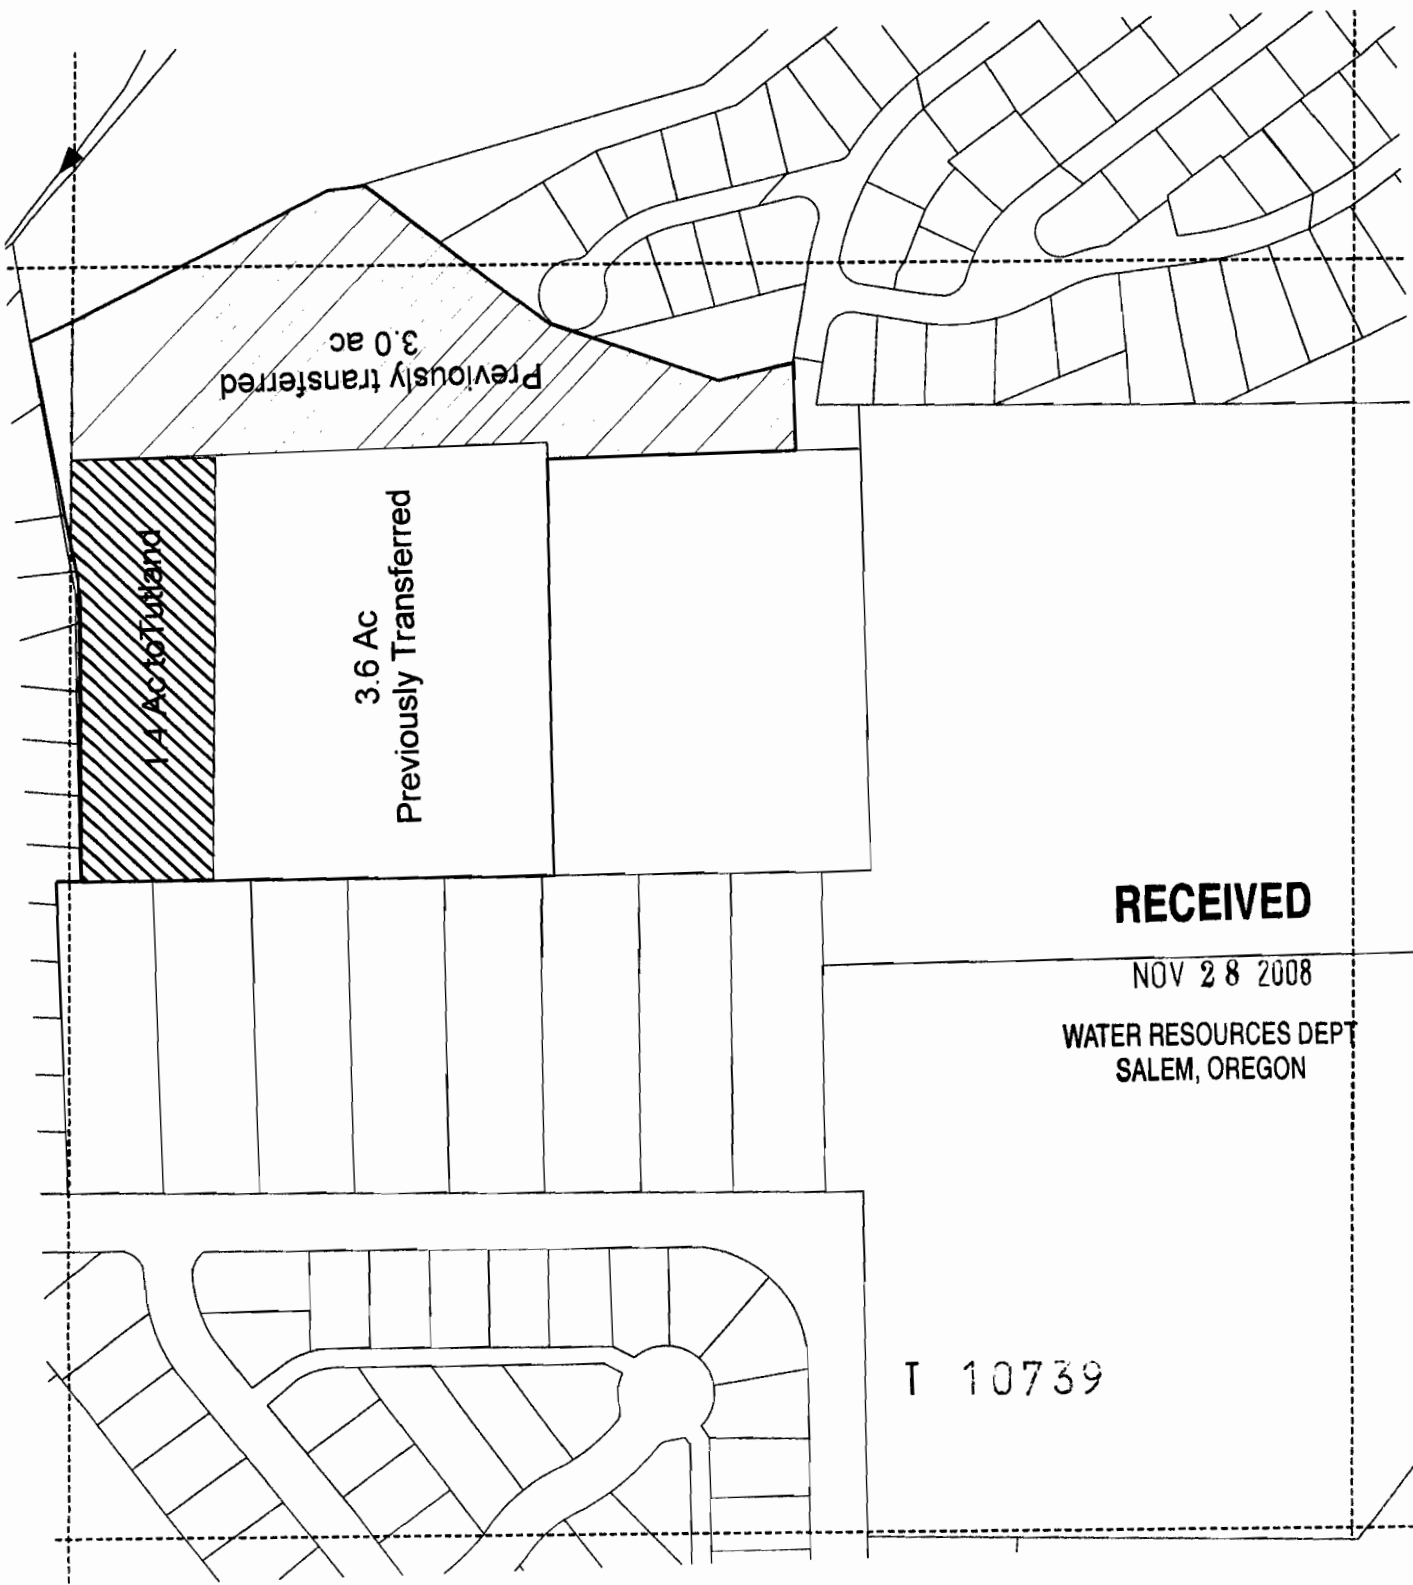 Previously transferred
3.0 ac
1.4 Ac to Tutland
3.6 Ac
Previously Transferred
RECEIVED
NOV 28 2008
WATER RESOURCES DEPT
SALEM, OREGON
T 10739